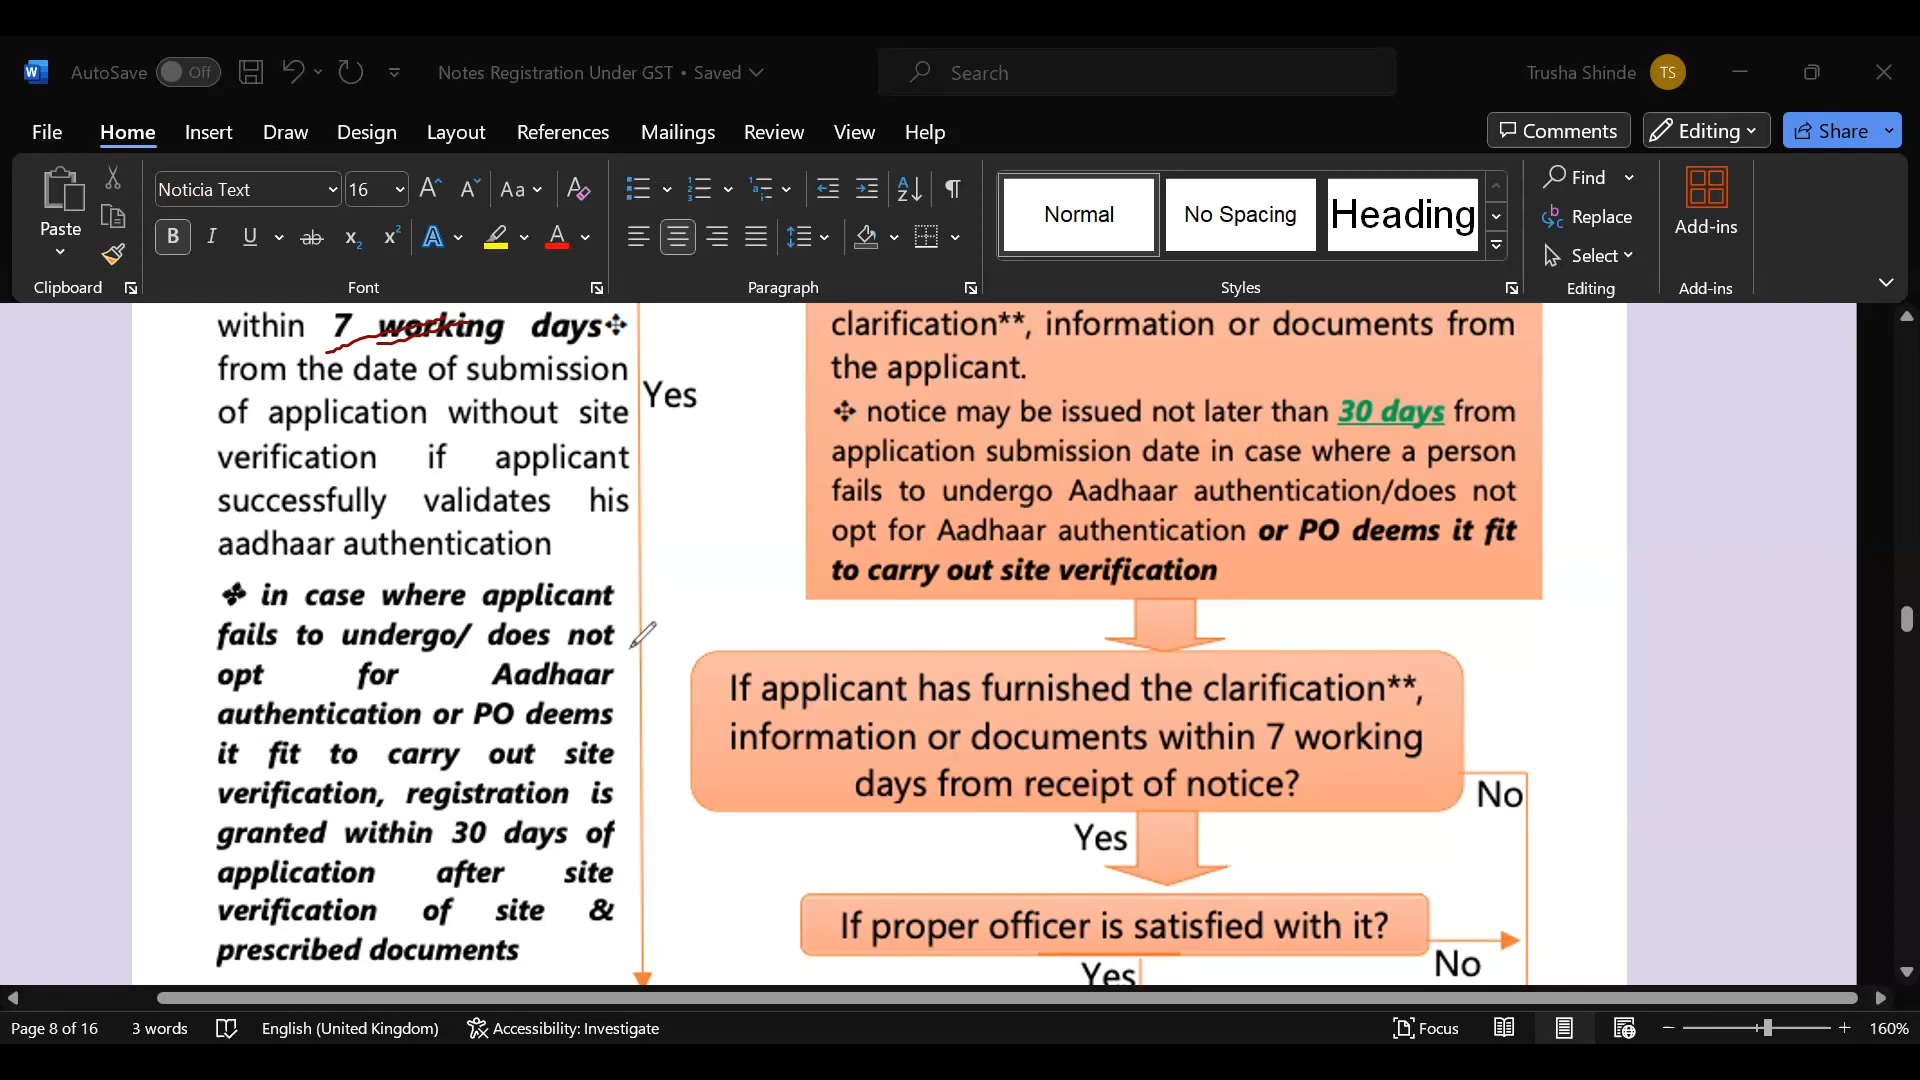 AutoSave Off Notes Registration Under GST • Saved Search Trusha Shinde TS
File Home Insert Draw Design Layout References Mailings Review View Help Comments Editing Share
Paste
Clipboard
Noticia Text 16
Font
Paragraph
Normal No Spacing Heading
Styles
Find
Replace
Select
Editing
Add-ins
Add-ins
within 7 working days✥
from the date of submission
of application without site
verification if applicant
successfully validates his
aadhaar authentication
✥ in case where applicant
fails to undergo/ does not
opt for Aadhaar
authentication or PO deems
it fit to carry out site
verification, registration is
granted within 30 days of
application after site
verification of site &
prescribed documents
Yes
clarification**, information or documents from
the applicant.
✥ notice may be issued not later than 30 days from
application submission date in case where a person
fails to undergo Aadhaar authentication/does not
opt for Aadhaar authentication or PO deems it fit
to carry out site verification
If applicant has furnished the clarification**,
information or documents within 7 working
days from receipt of notice?
No
Yes
If proper officer is satisfied with it?
No
Yes
Page 8 of 16 3 words English (United Kingdom) Accessibility: Investigate Focus 160%